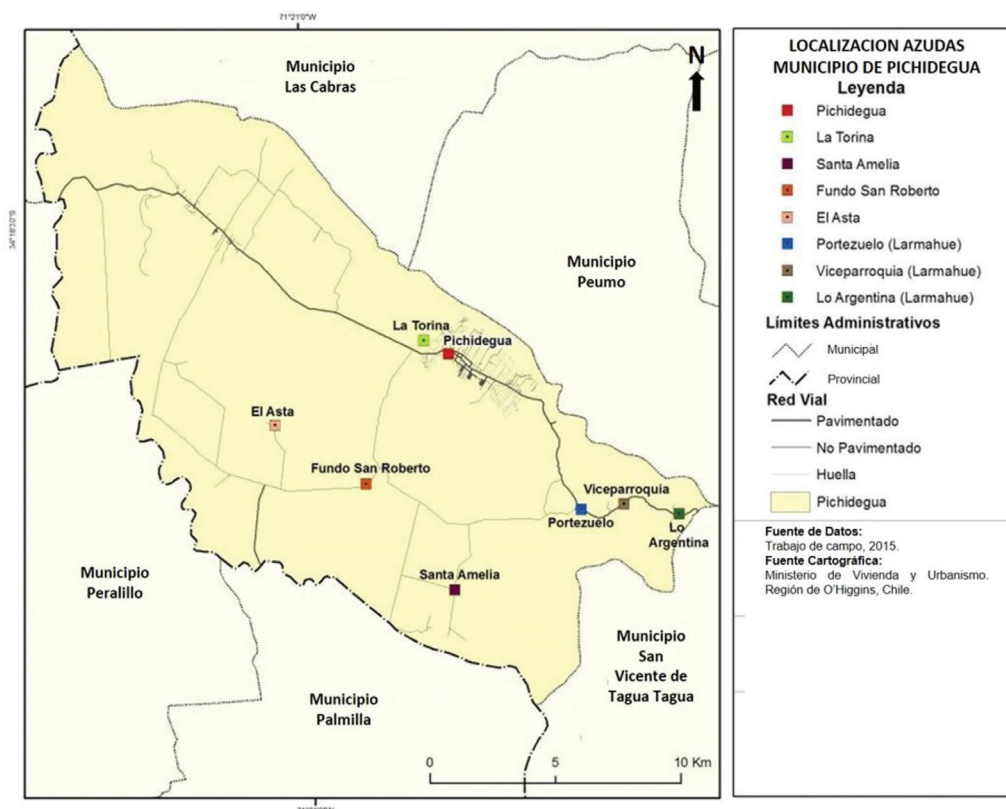 71°21'0"W
34°18'30"S
Municipio
Las Cabras
N
Municipio
Peumo
La Torina
Pichidegua
El Asta
Fundo San Roberto
Viceparroquia
Portezuelo
Lo
Argentina
Santa Amelia
Municipio
Peralillo
Municipio
San
Vicente de
Tagua Tagua
Municipio
Palmilla
0 5 10 Km
LOCALIZACION AZUDAS
MUNICIPIO DE PICHIDEGUA
Leyenda
Pichidegua
La Torina
Santa Amelia
Fundo San Roberto
El Asta
Portezuelo (Larmahue)
Viceparroquia (Larmahue)
Lo Argentina (Larmahue)
Límites Administrativos
Municipal
Provincial
Red Vial
Pavimentado
No Pavimentado
Huella
Pichidegua
Fuente de Datos:
Trabajo de campo, 2015.
Fuente Cartográfica:
Ministerio de Vivienda y Urbanismo.
Región de O'Higgins, Chile.